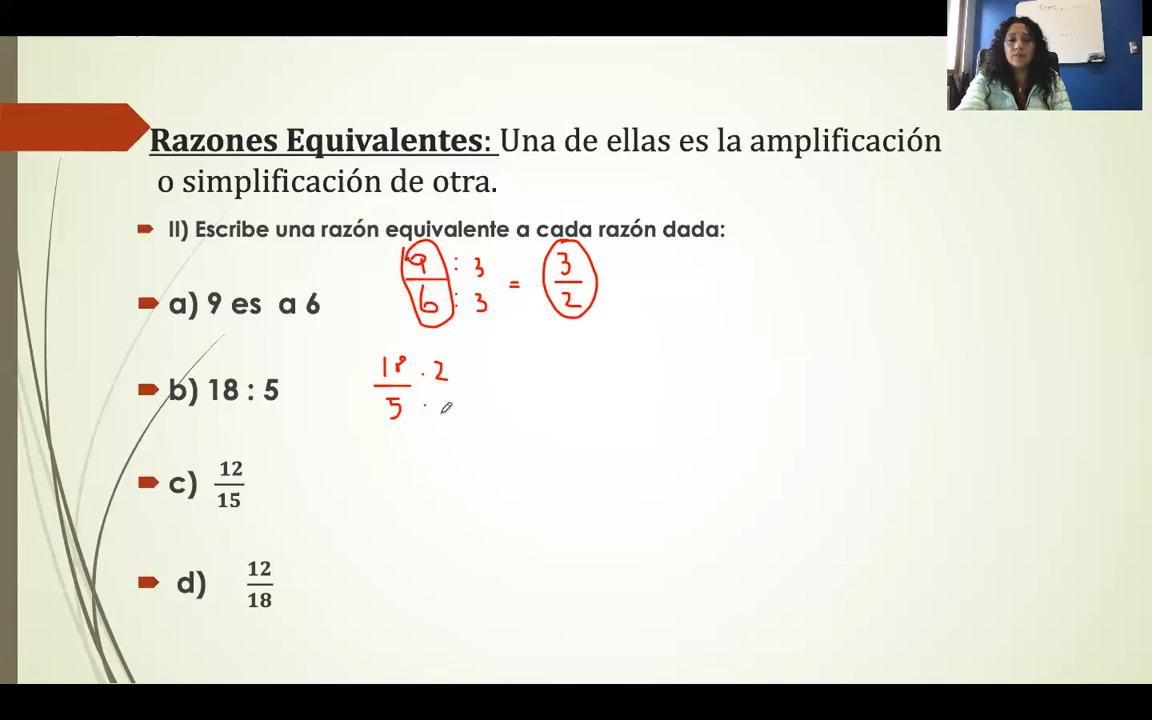 Razones Equivalentes: Una de ellas es la amplificación
o simplificación de otra.
II) Escribe una razón equivalente a cada razón dada:
a) 9 es a 6
9/6 : 3 : 3 = 3/2
b) 18 : 5
18/5 · 2 ·
c) 12/15
d) 12/18